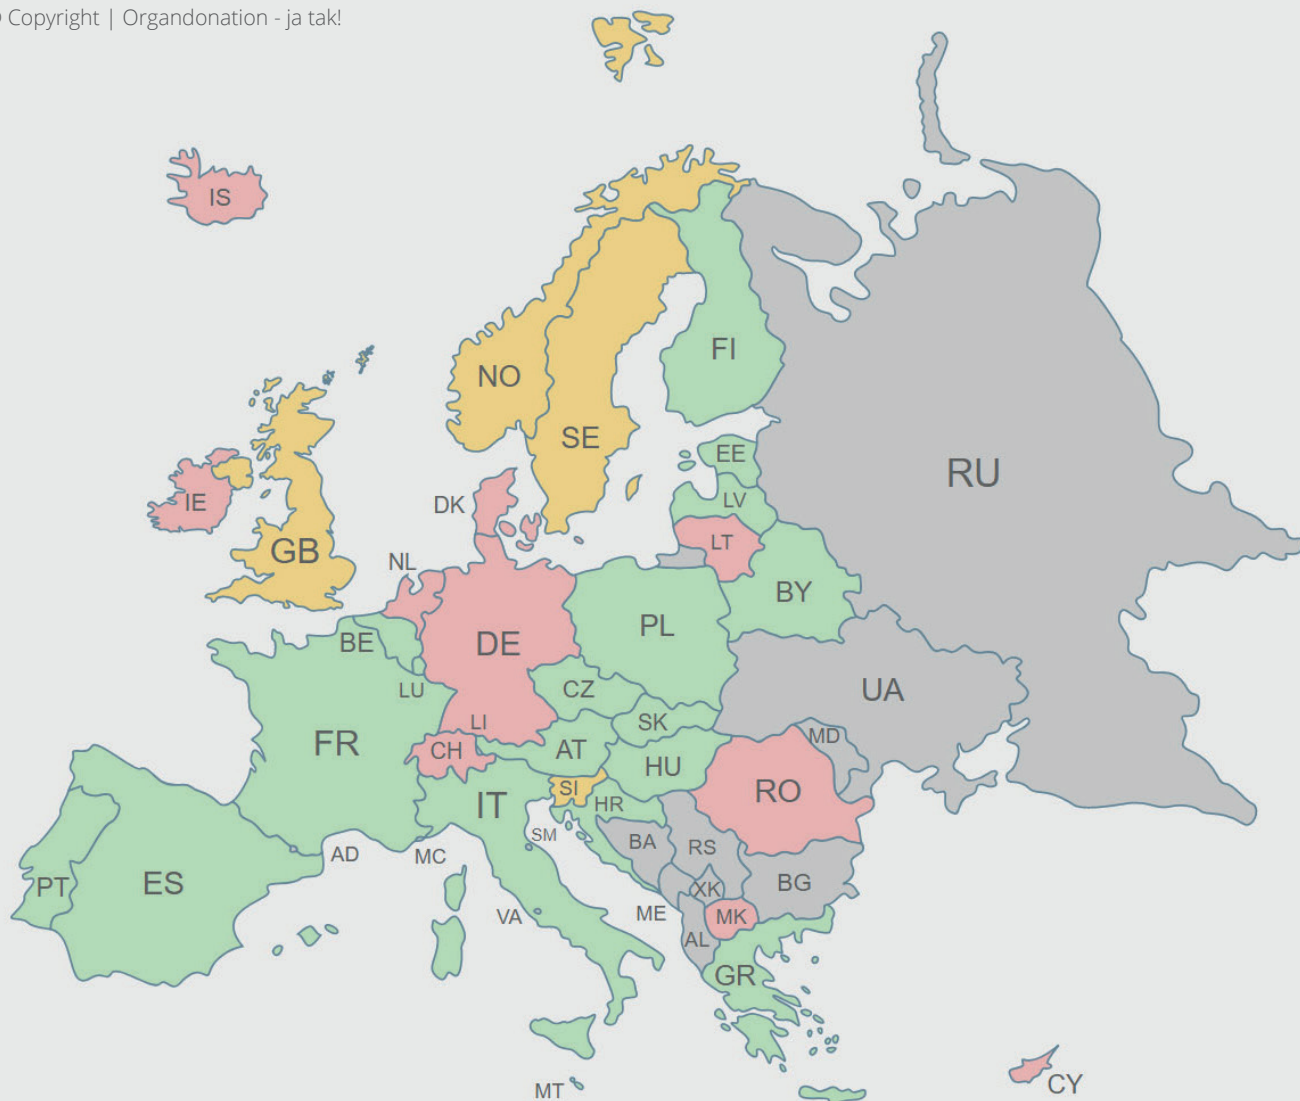 Copyright | Organdonation - ja tak!
IS
NO
FI
SE
RU
EE
LV
DK
IE
LT
GB
NL
BY
PL
DE
BE
LU
CZ
UA
LI
SK
FR
CH
AT
MD
HU
SI
RO
IT
HR
SM
BA
RS
AD
MC
PT
ES
XK
BG
VA
ME
MK
AL
GR
MT
CY